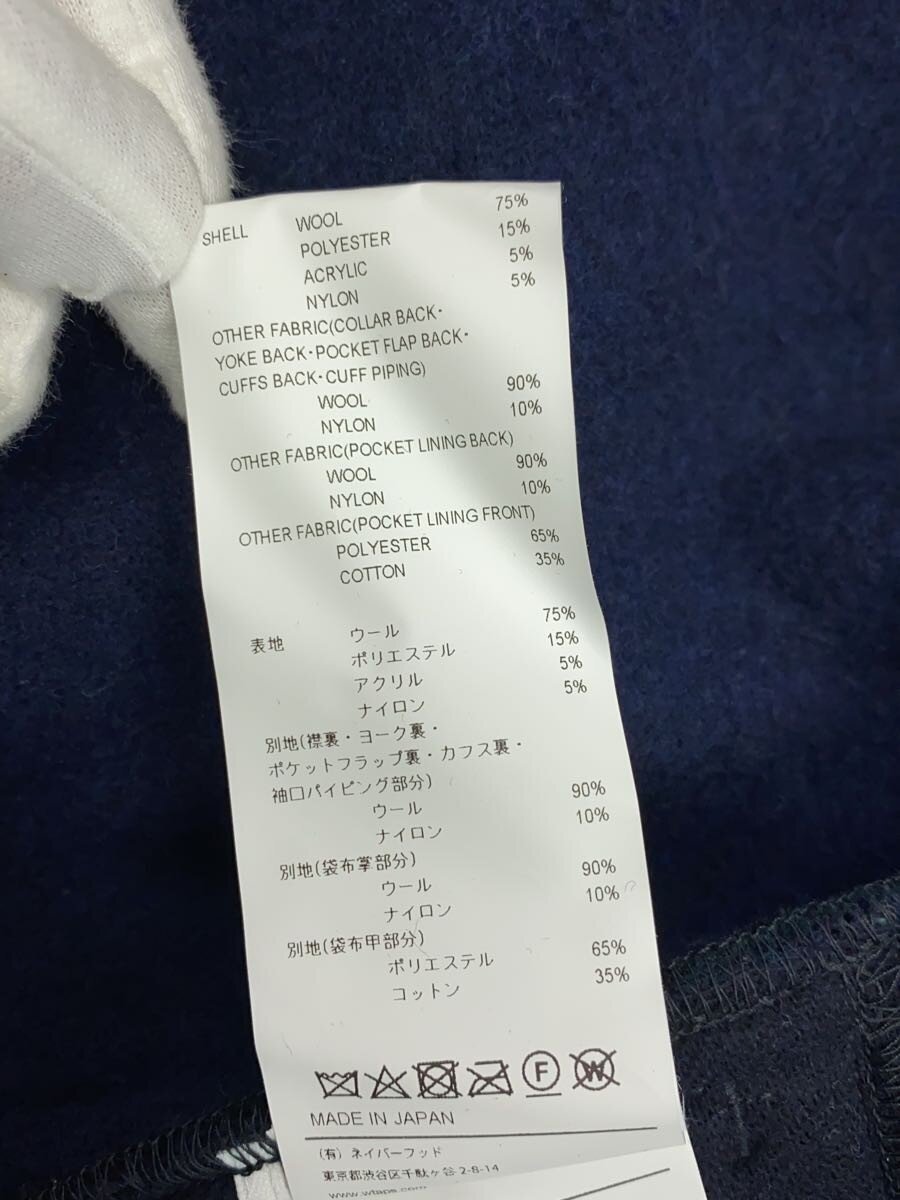 SHELL WOOL 75%
POLYESTER 15%
ACRYLIC 5%
NYLON 5%
OTHER FABRIC(COLLAR BACK・
YOKE BACK・POCKET FLAP BACK・
CUFFS BACK・CUFF PIPING)
WOOL 90%
NYLON 10%
OTHER FABRIC(POCKET LINING BACK)
WOOL 90%
NYLON 10%
OTHER FABRIC(POCKET LINING FRONT)
POLYESTER 65%
COTTON 35%
表地 ウール 75%
ポリエステル 15%
アクリル 5%
ナイロン 5%
別地(襟裏・ヨーク裏・
ポケットフラップ裏・カフス裏・
袖口パイピング部分)
ウール 90%
ナイロン 10%
別地(袋布掌部分)
ウール 90%
ナイロン 10%
別地(袋布甲部分)
ポリエステル 65%
コットン 35%
F W
MADE IN JAPAN
(有) ネイバーフッド
東京都渋谷区千駄ヶ谷2-8-14
www.wtaps.com